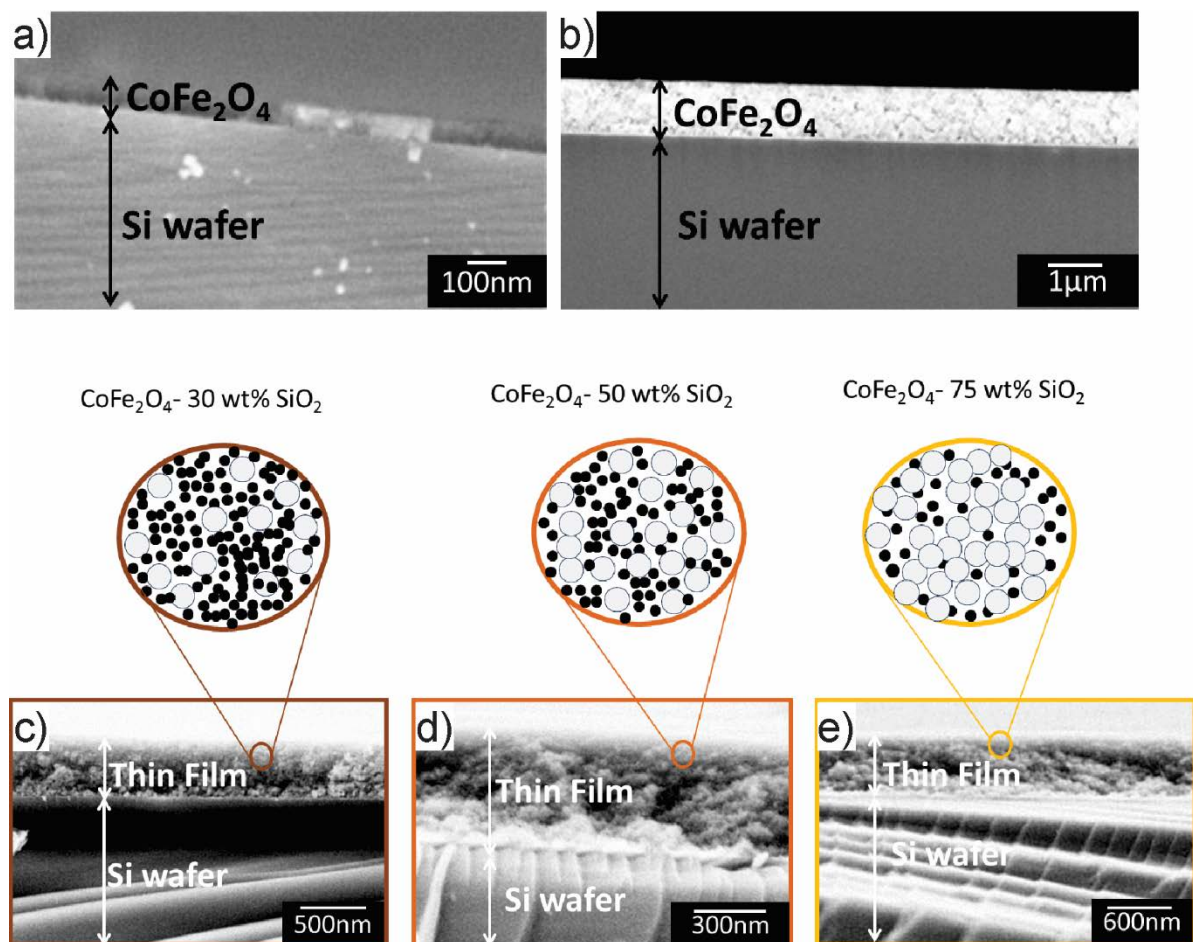 a)
CoFe₂O₄
Si wafer
100nm
b)
CoFe₂O₄
Si wafer
1μm
CoFe₂O₄- 30 wt% SiO₂
CoFe₂O₄- 50 wt% SiO₂
CoFe₂O₄- 75 wt% SiO₂
c)
Thin Film
Si wafer
500nm
d)
Thin Film
Si wafer
300nm
e)
Thin Film
Si wafer
600nm